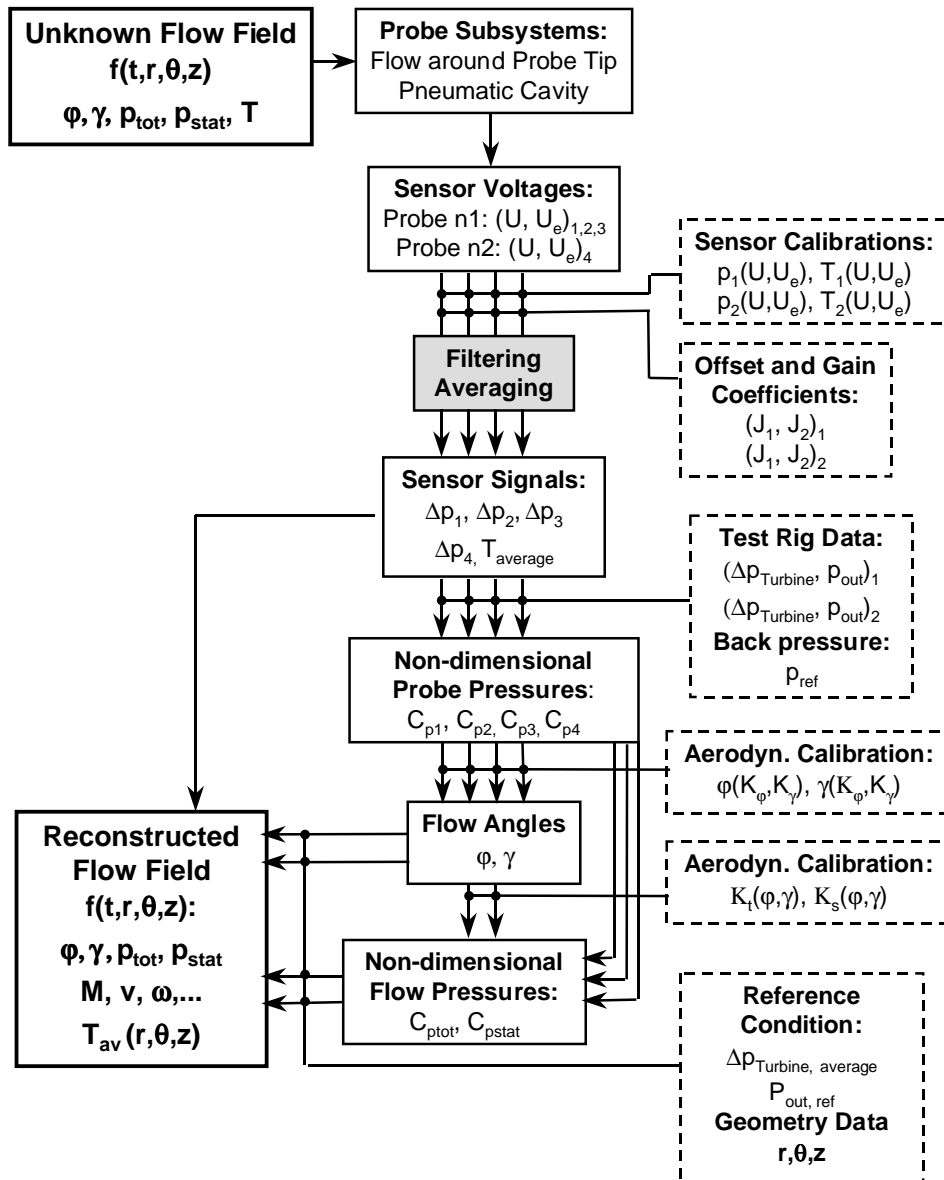 Unknown Flow Field
f(t,r,θ,z)
φ, γ, p_tot, p_stat, T
Probe Subsystems:
Flow around Probe Tip
Pneumatic Cavity
Sensor Voltages:
Probe n1: (U, U_e)_1,2,3
Probe n2: (U, U_e)_4
Sensor Calibrations:
p_1(U,U_e), T_1(U,U_e)
p_2(U,U_e), T_2(U,U_e)
Filtering
Averaging
Offset and Gain
Coefficients:
(J_1, J_2)_1
(J_1, J_2)_2
Sensor Signals:
Δp_1, Δp_2, Δp_3
Δp_4, T_average
Test Rig Data:
(Δp_Turbine, p_out)_1
(Δp_Turbine, p_out)_2
Back pressure:
p_ref
Non-dimensional
Probe Pressures:
C_p1, C_p2, C_p3, C_p4
Aerodyn. Calibration:
φ(K_φ,K_γ), γ(K_φ,K_γ)
Flow Angles
φ, γ
Aerodyn. Calibration:
K_t(φ,γ), K_s(φ,γ)
Reconstructed
Flow Field
f(t,r,θ,z):
φ, γ, p_tot, p_stat
M, v, ω,...
T_av (r,θ,z)
Non-dimensional
Flow Pressures:
C_ptot, C_pstat
Reference
Condition:
Δp_Turbine, average
P_out, ref
Geometry Data
r,θ,z